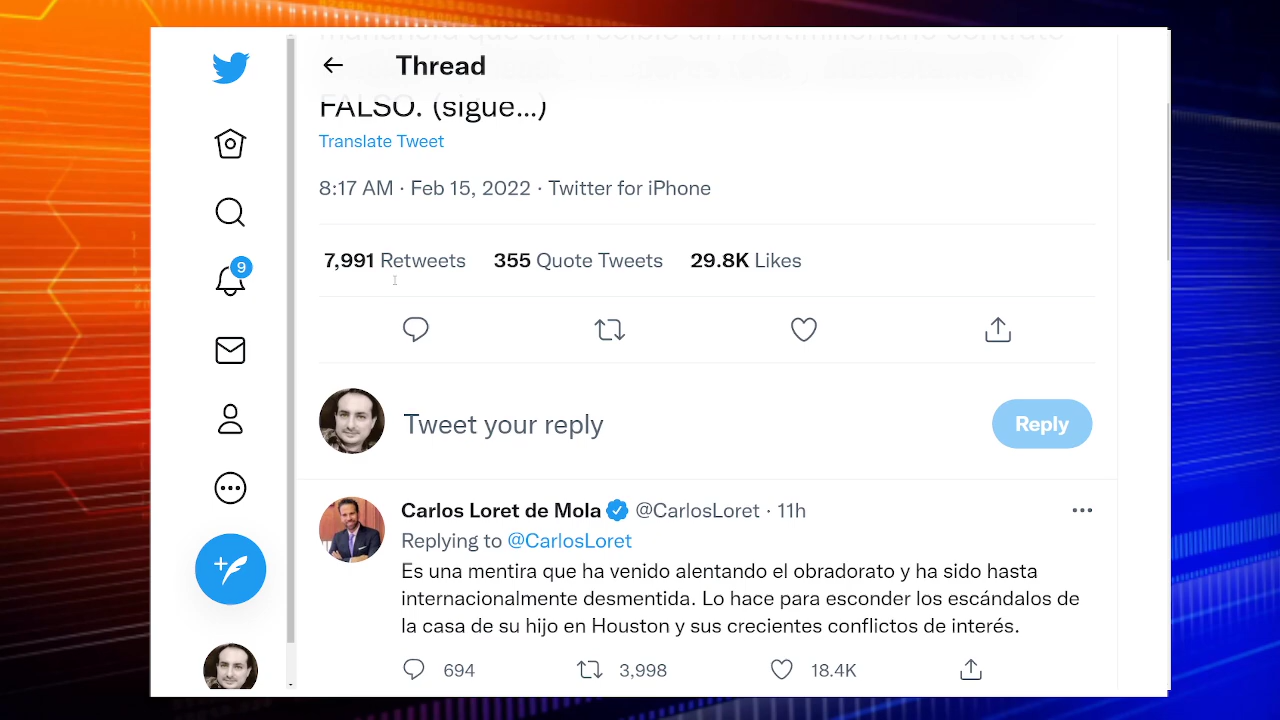 Thread
FALSO. (sigue...)
Translate Tweet
8:17 AM · Feb 15, 2022 · Twitter for iPhone
7,991 Retweets 355 Quote Tweets 29.8K Likes
9
Tweet your reply
Reply
Carlos Loret de Mola @CarlosLoret · 11h
Replying to @CarlosLoret
Es una mentira que ha venido alentando el obradorato y ha sido hasta
internacionalmente desmentida. Lo hace para esconder los escándalos de
la casa de su hijo en Houston y sus crecientes conflictos de interés.
694 3,998 18.4K